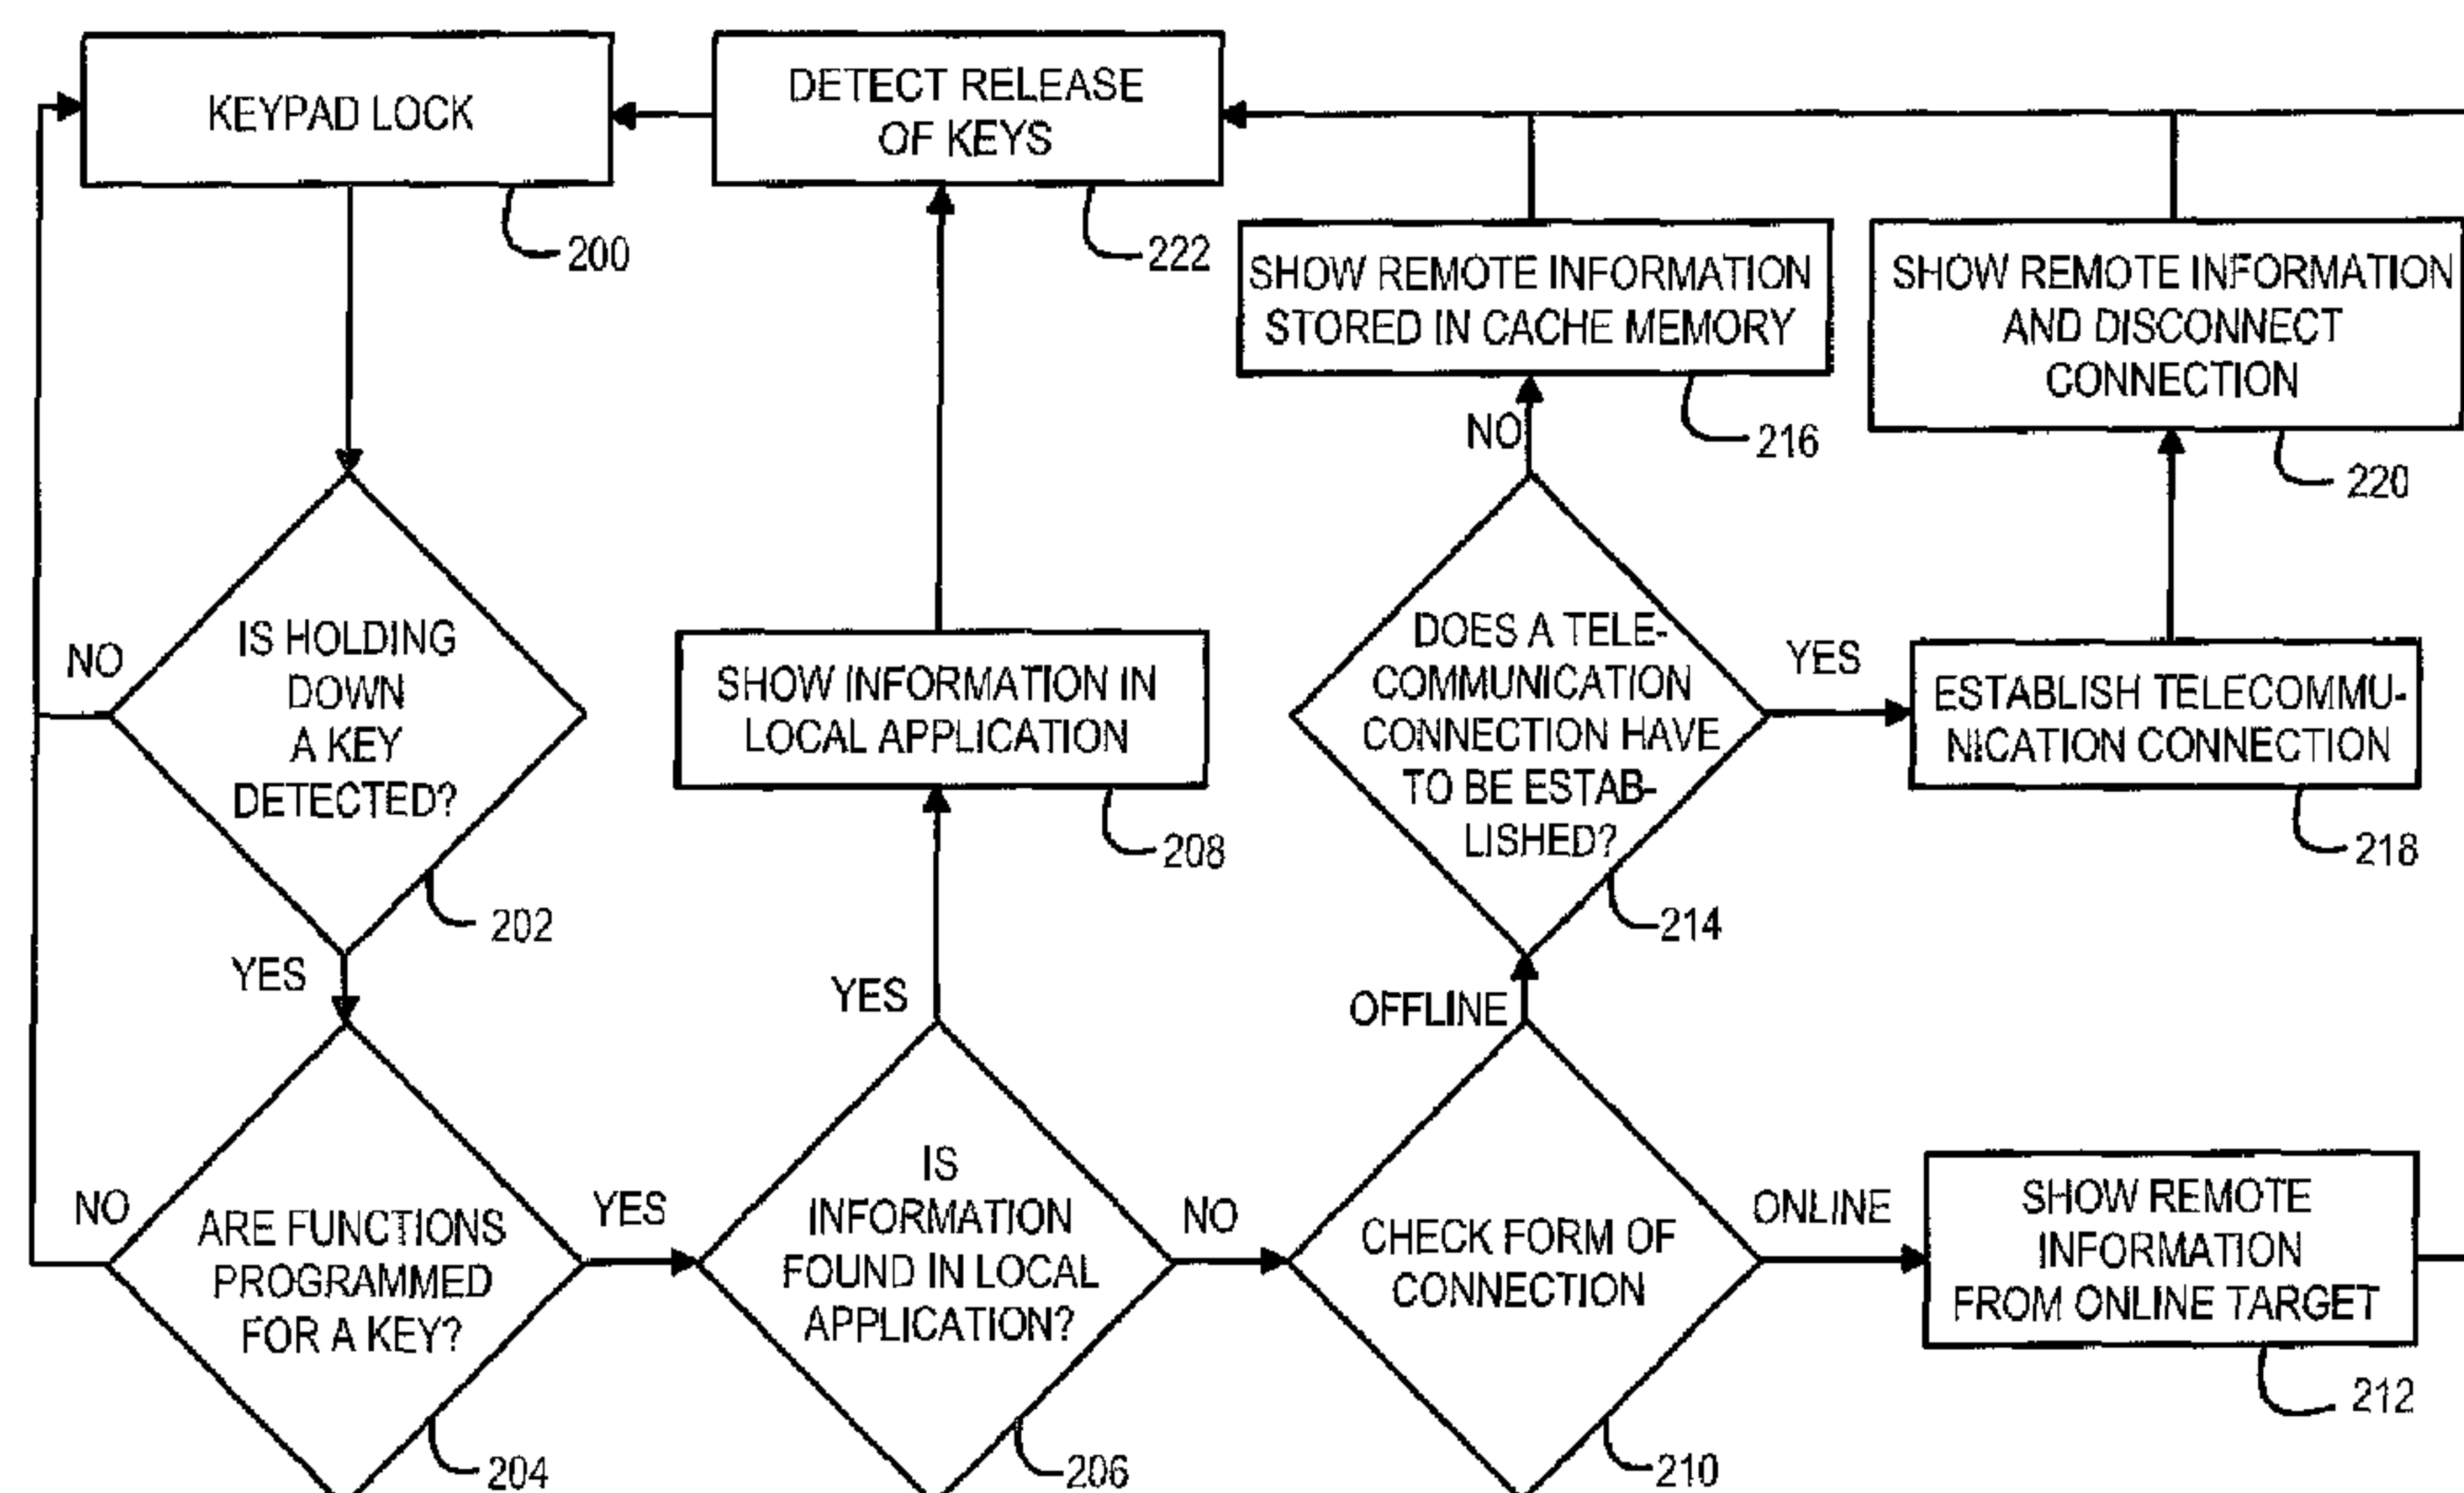 KEYPAD LOCK
200
DETECT RELEASE
OF KEYS
222
SHOW REMOTE INFORMATION
STORED IN CACHE MEMORY
216
SHOW REMOTE INFORMATION
AND DISCONNECT
CONNECTION
220
NO
IS HOLDING
DOWN
A KEY
DETECTED?
202
YES
SHOW INFORMATION IN
LOCAL APPLICATION
208
YES
NO
DOES A TELE-
COMMUNICATION
CONNECTION HAVE
TO BE ESTAB-
LISHED?
214
YES
ESTABLISH TELECOMMU-
NICATION CONNECTION
218
OFFLINE
NO
ARE FUNCTIONS
PROGRAMMED
FOR A KEY?
204
YES
IS
INFORMATION
FOUND IN LOCAL
APPLICATION?
206
NO
CHECK FORM OF
CONNECTION
210
ONLINE
SHOW REMOTE
INFORMATION
FROM ONLINE TARGET
212